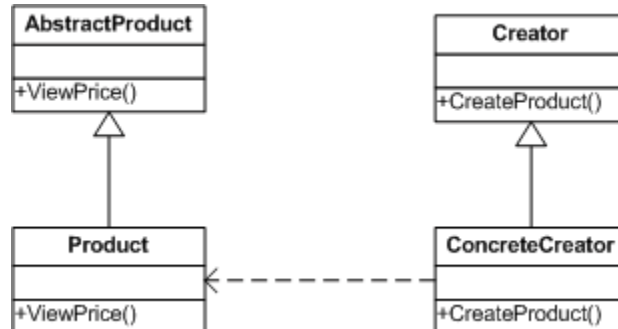 AbstractProduct
+ViewPrice()
Creator
+CreateProduct()
Product
+ViewPrice()
ConcreteCreator
+CreateProduct()